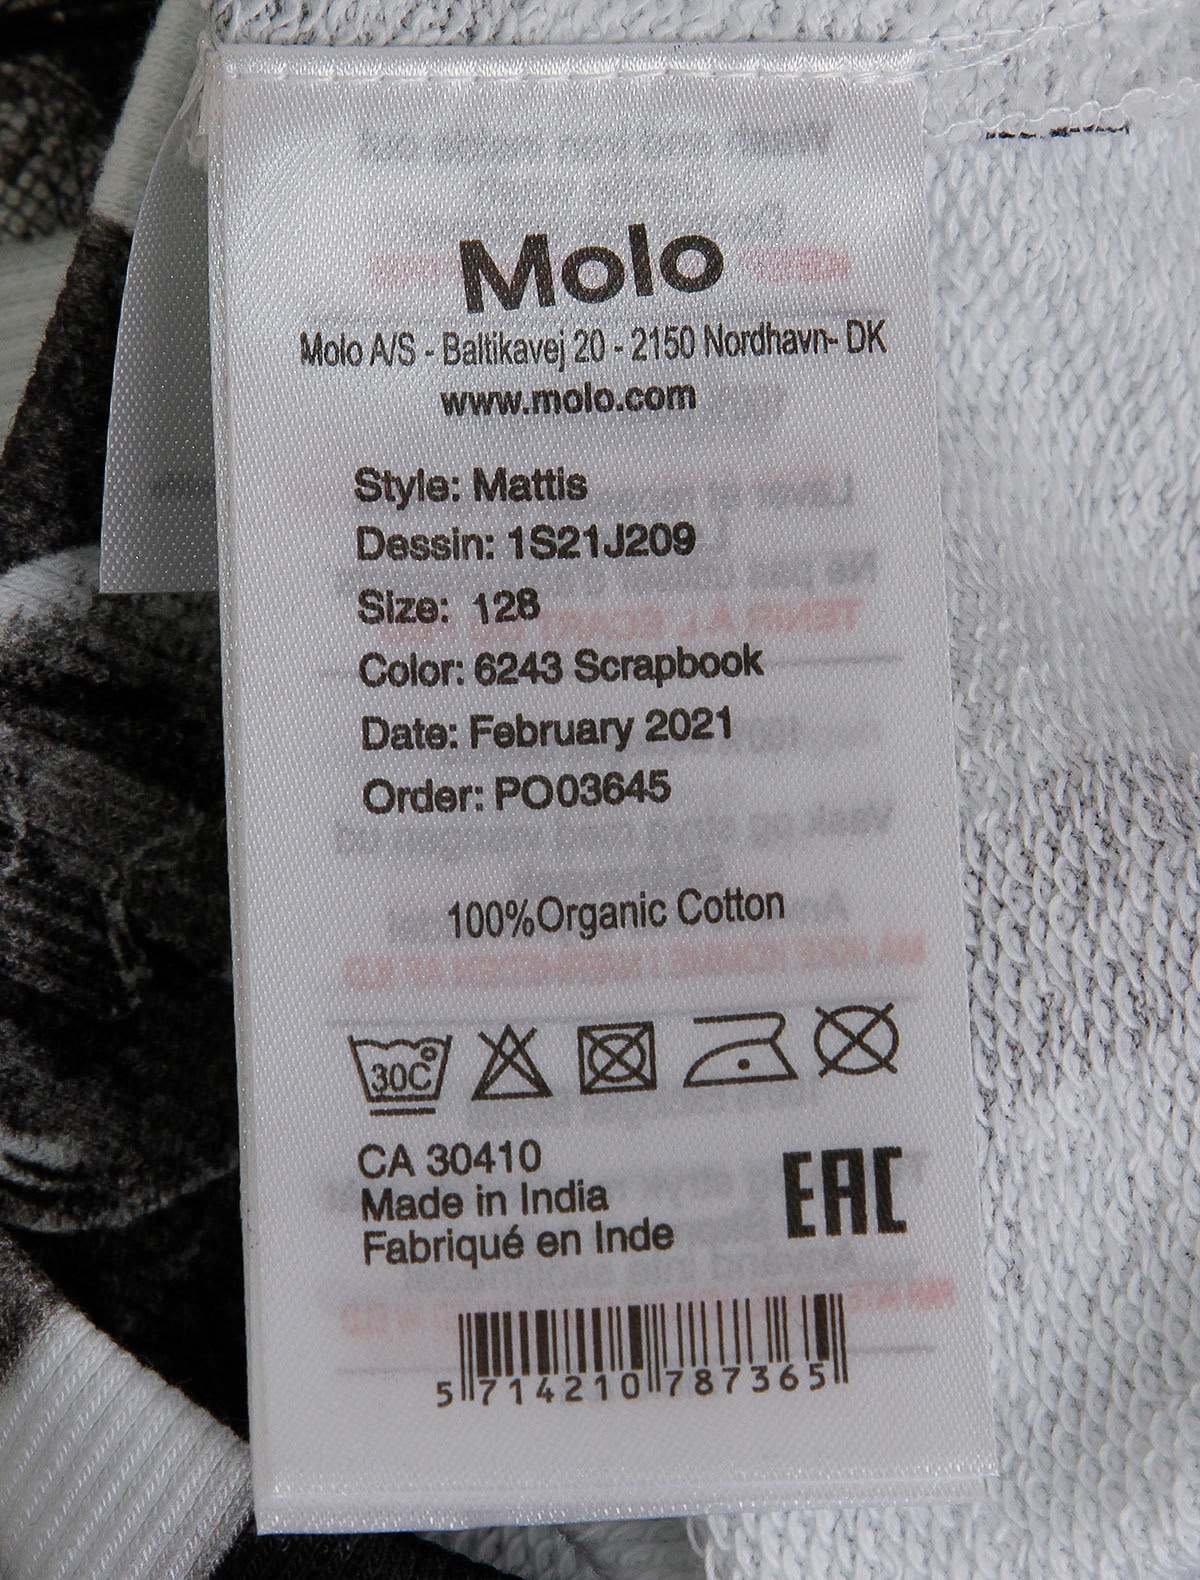 Molo
Molo A/S - Baltikavej 20 - 2150 Nordhavn- DK
www.molo.com
Style: Mattis
Dessin: 1S21J209
Size: 128
Color: 6243 Scrapbook
Date: February 2021
Order: PO03645
100%Organic Cotton
30C
CA 30410
Made in India
Fabriqué en Inde
EAC
5 714210 787365